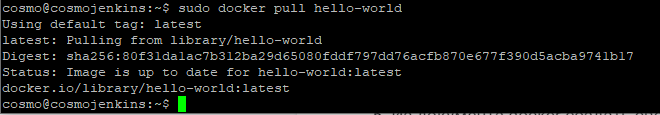 cosmo@cosmojenkins:~$ sudo docker pull hello-world
Using default tag: latest
latest: Pulling from library/hello-world
Digest: sha256:80f31da1ac7b312ba29d65080fddf797dd76acfb870e677f390d5acba9741b17
Status: Image is up to date for hello-world:latest
docker.io/library/hello-world:latest
cosmo@cosmojenkins:~$